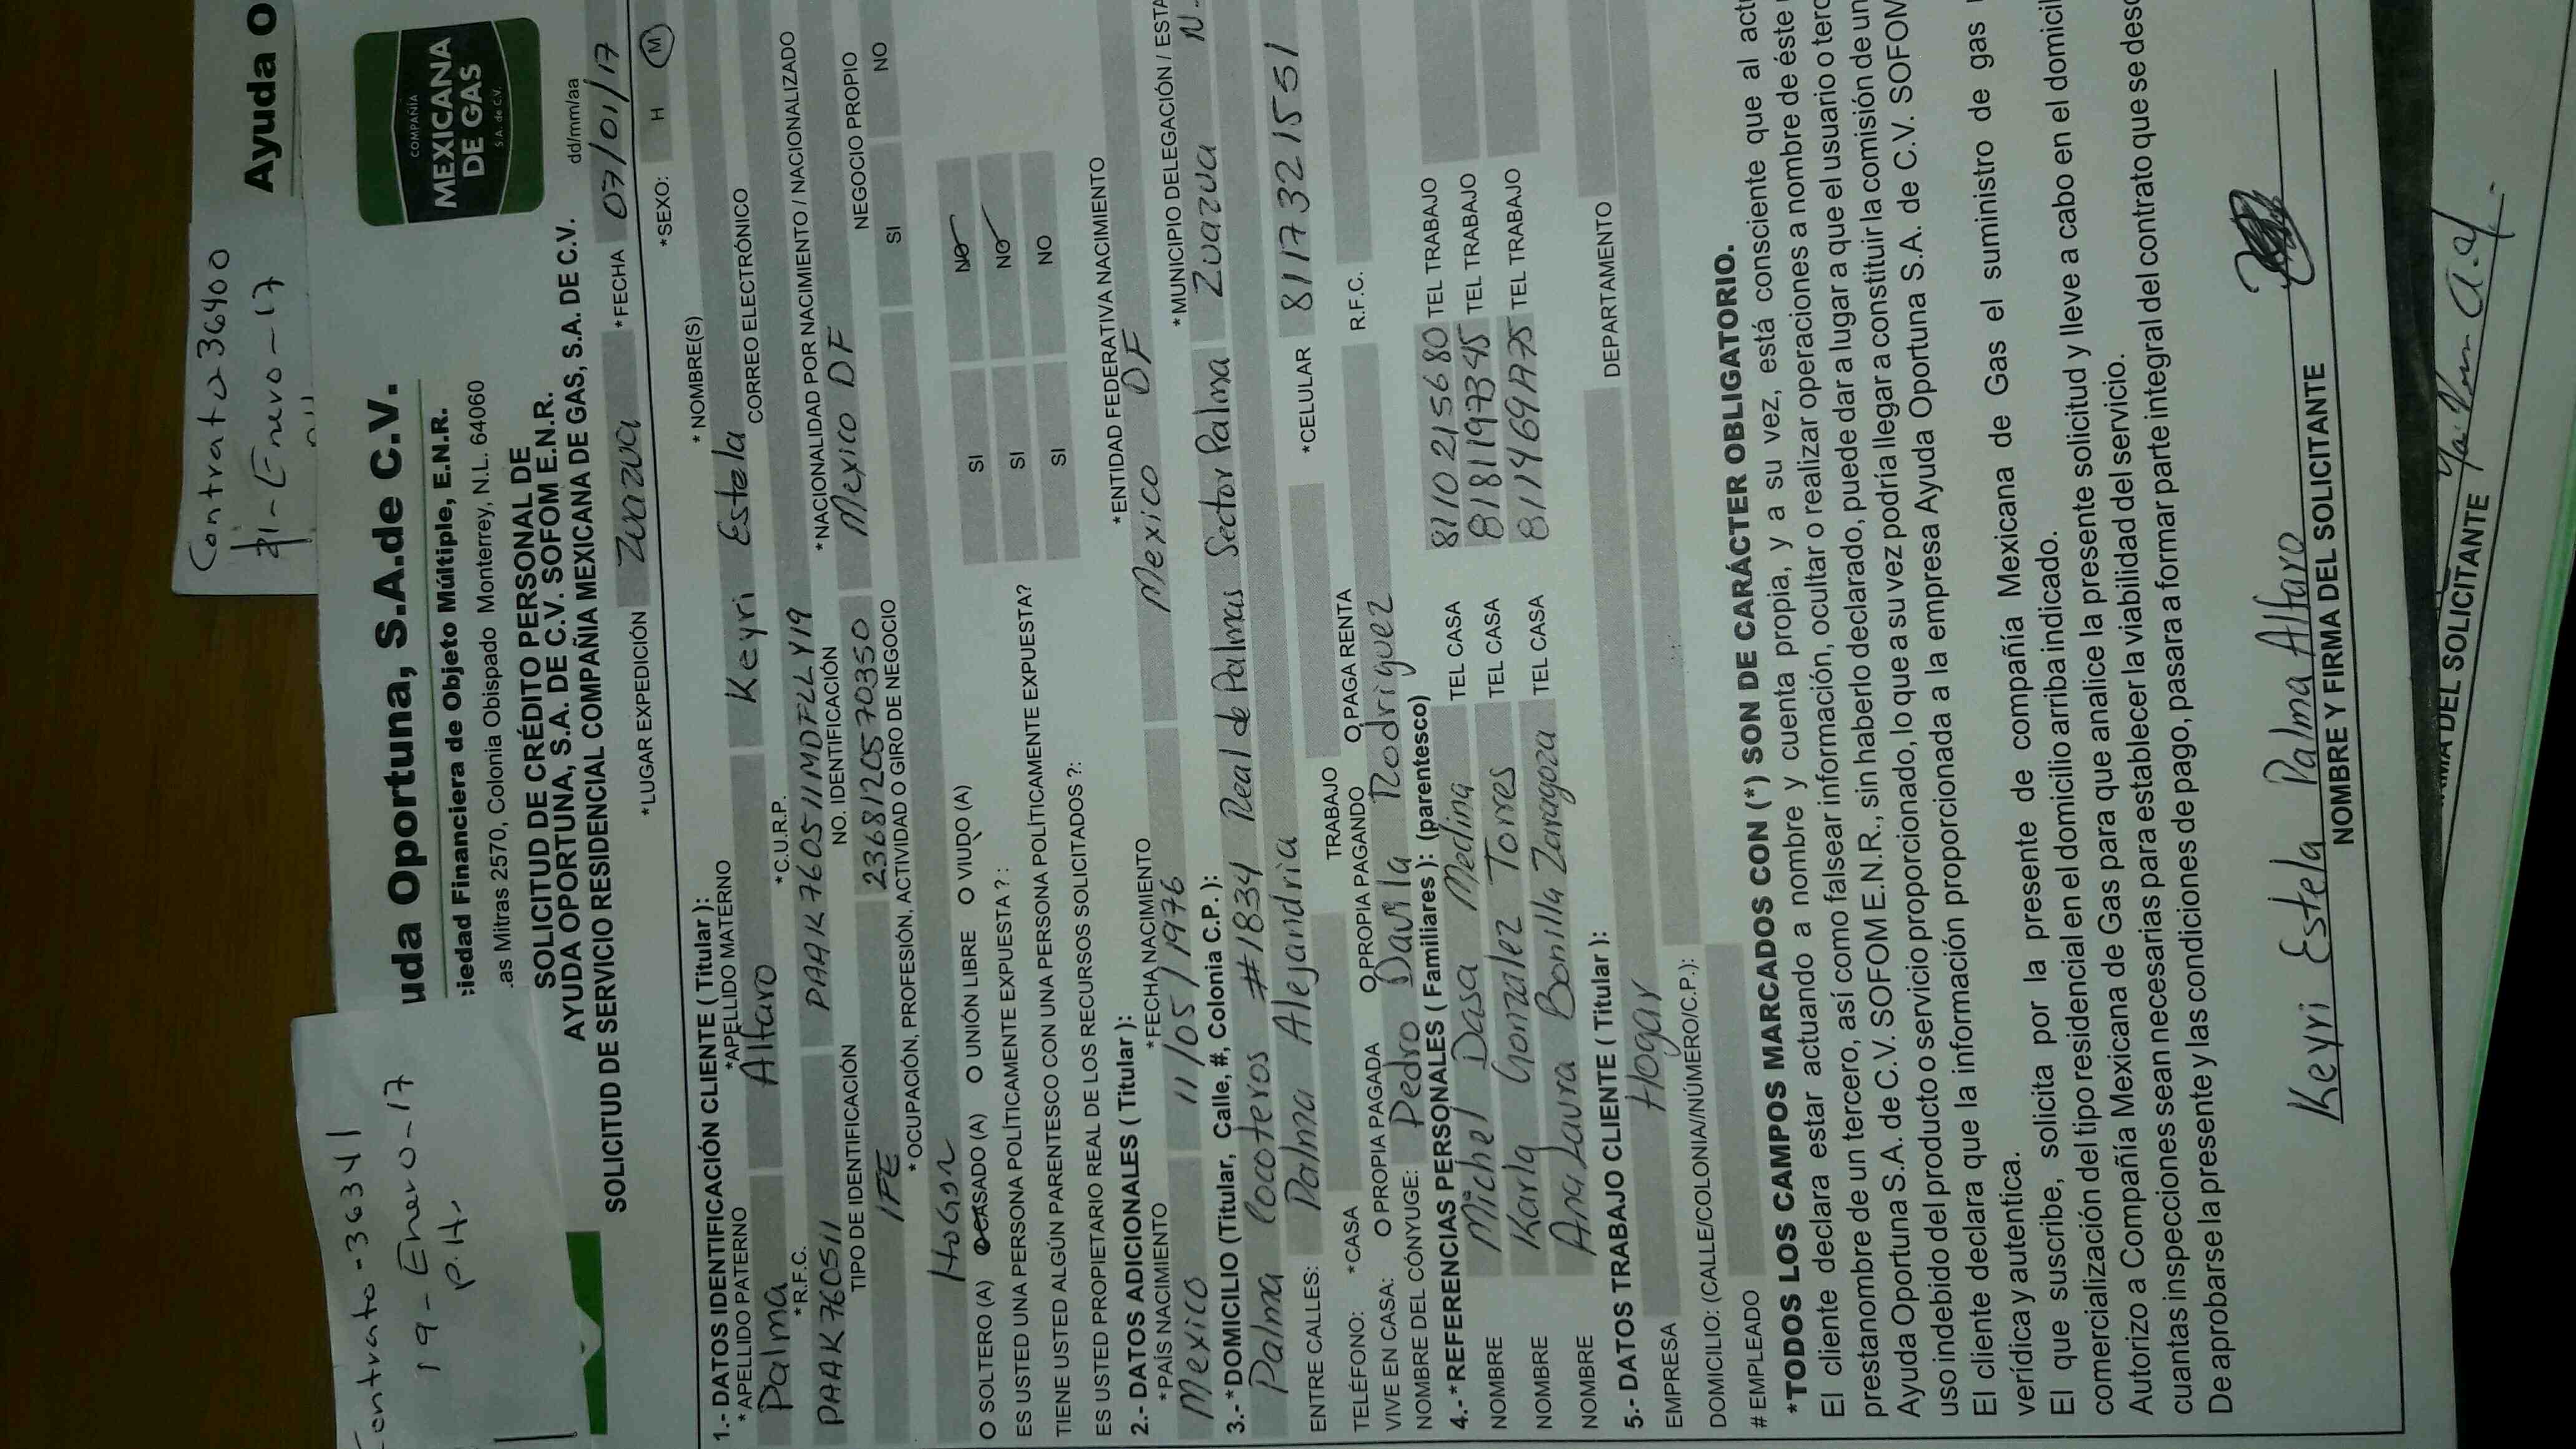 Contrato-36341
19-Enero-17
P.H.
Contrato 36400
21-Enero-17
Ayuda O
uda Oportuna, S.A.de C.V.
iedad Financiera de Objeto Múltiple, E.N.R.
as Mitras 2570, Colonia Obispado Monterrey, N.L. 64060
COMPAÑÍA
MEXICANA
DE GAS
S.A. de C.V.
SOLICITUD DE CRÉDITO PERSONAL DE
AYUDA OPORTUNA, S.A. DE C.V. SOFOM E.N.R.
SOLICITUD DE SERVICIO RESIDENCIAL COMPAÑIA MEXICANA DE GAS, S.A. DE C.V.
dd/mm/aa
*LUGAR EXPEDICIÓN Zuazua *FECHA 07/01/17
1.- DATOS IDENTIFICACIÓN CLIENTE ( Titular ): *SEXO: H M
*APELLIDO PATERNO *APELLIDO MATERNO * NOMBRE(S)
Palma Alfaro Keyri Estela
*R.F.C. *C.U.R.P. CORREO ELECTRÓNICO
PAAK760511 PAAK760511MDFLLY19
TIPO DE IDENTIFICACIÓN NO. IDENTIFICACIÓN *NACIONALIDAD POR NACIMIENTO / NACIONALIZADO
IFE 2368120570350 Mexico DF
*OCUPACIÓN, PROFESIÓN, ACTIVIDAD O GIRO DE NEGOCIO NEGOCIO PROPIO
Hogar SI NO
O SOLTERO (A) CASADO (A) O UNIÓN LIBRE O VIUDO (A)
ES USTED UNA PERSONA POLÍTICAMENTE EXPUESTA ? : SI NO
TIENE USTED ALGÚN PARENTESCO CON UNA PERSONA POLÍTICAMENTE EXPUESTA? SI NO
ES USTED PROPIETARIO REAL DE LOS RECURSOS SOLICITADOS ?: SI NO
2.- DATOS ADICIONALES ( Titular ):
*PAÍS NACIMIENTO *FECHA NACIMIENTO *ENTIDAD FEDERATIVA NACIMIENTO
Mexico 11/05/1976 Mexico DF
3.- *DOMICILIO (Titular, Calle, #, Colonia C.P. ): *MUNICIPIO DELEGACIÓN / ESTA
Palma Cocoteros #1834 Real de Palmas Sector Palma Zuazua N.
ENTRE CALLES: Palma Alejandria
TELÉFONO: *CASA TRABAJO *CELULAR 8117321551
VIVE EN CASA: O PROPIA PAGADA O PROPIA PAGANDO O PAGA RENTA
NOMBRE DEL CÓNYUGE: Pedro Davila Rodriguez R.F.C.
4.- *REFERENCIAS PERSONALES ( Familiares ): (parentesco)
NOMBRE Michel Dasa Medina TEL CASA 8110215680 TEL TRABAJO
NOMBRE Karla Gonzalez Torres TEL CASA 8181197345 TEL TRABAJO
NOMBRE Ana Laura Bonilla Zaragoza TEL CASA TEL TRABAJO
5.- DATOS TRABAJO CLIENTE ( Titular ):
EMPRESA Hogar DEPARTAMENTO
DOMICILIO: (CALLE/COLONIA//NÚMERO/C.P.):
# EMPLEADO
*TODOS LOS CAMPOS MARCADOS CON (*) SON DE CARÁCTER OBLIGATORIO.
El cliente declara estar actuando a nombre y cuenta propia, y a su vez, está consciente que al actu
prestanombre de un tercero, así como falsear información, ocultar o realizar operaciones a nombre de éste
Ayuda Oportuna S.A. de C.V. SOFOM E.N.R., sin haberlo declarado, puede dar a lugar a que el usuario o terc
uso indebido del producto o servicio proporcionado, lo que a su vez podría llegar a constituir la comisión de un
El cliente declara que la información proporcionada a la empresa Ayuda Oportuna S.A. de C.V. SOFOM
verídica y autentica.
El que suscribe, solicita por la presente de compañía Mexicana de Gas el suministro de gas
comercialización del tipo residencial en el domicilio arriba indicado.
Autorizo a Compañía Mexicana de Gas para que analice la presente solicitud y lleve a cabo en el domicil
cuantas inspecciones sean necesarias para establecer la viabilidad del servicio.
De aprobarse la presente y las condiciones de pago, pasara a formar parte integral del contrato que se desc
Keyri Estela Palma Alfaro
NOMBRE Y FIRMA DEL SOLICITANTE
DEL SOLICITANTE